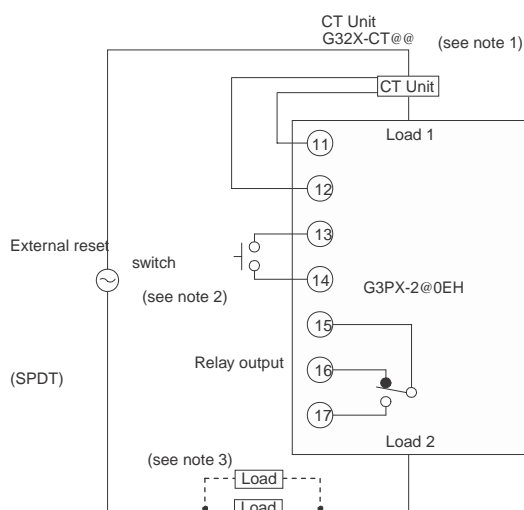 CT Unit
G32X-CT@@
(see note 1)
CT Unit
Load 1
11
12
13
External reset
switch
14
(see note 2)
G3PX-2@0EH
15
Relay output
16
(SPDT)
17
Load 2
(see note 3)
Load
Load